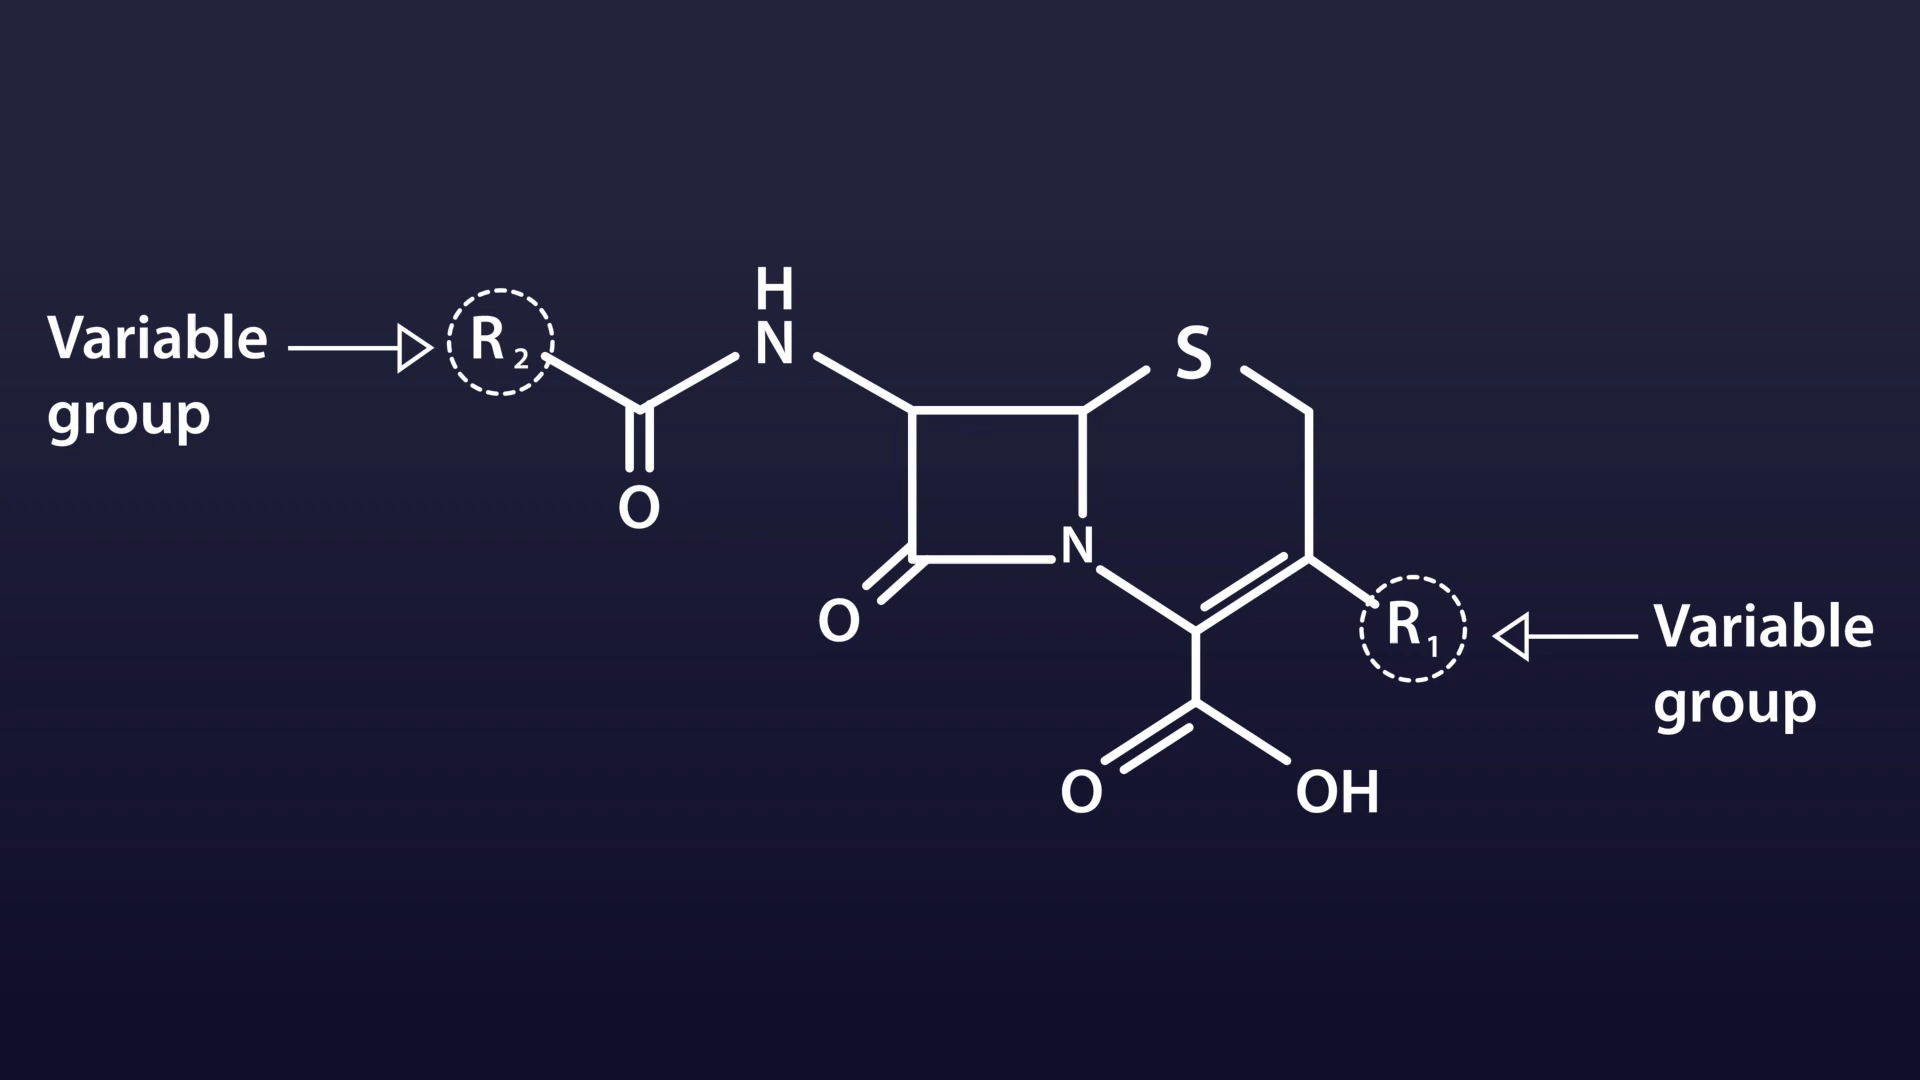 Variable
group
R2
O
H
N
S
N
O
R1
Variable
group
O
OH